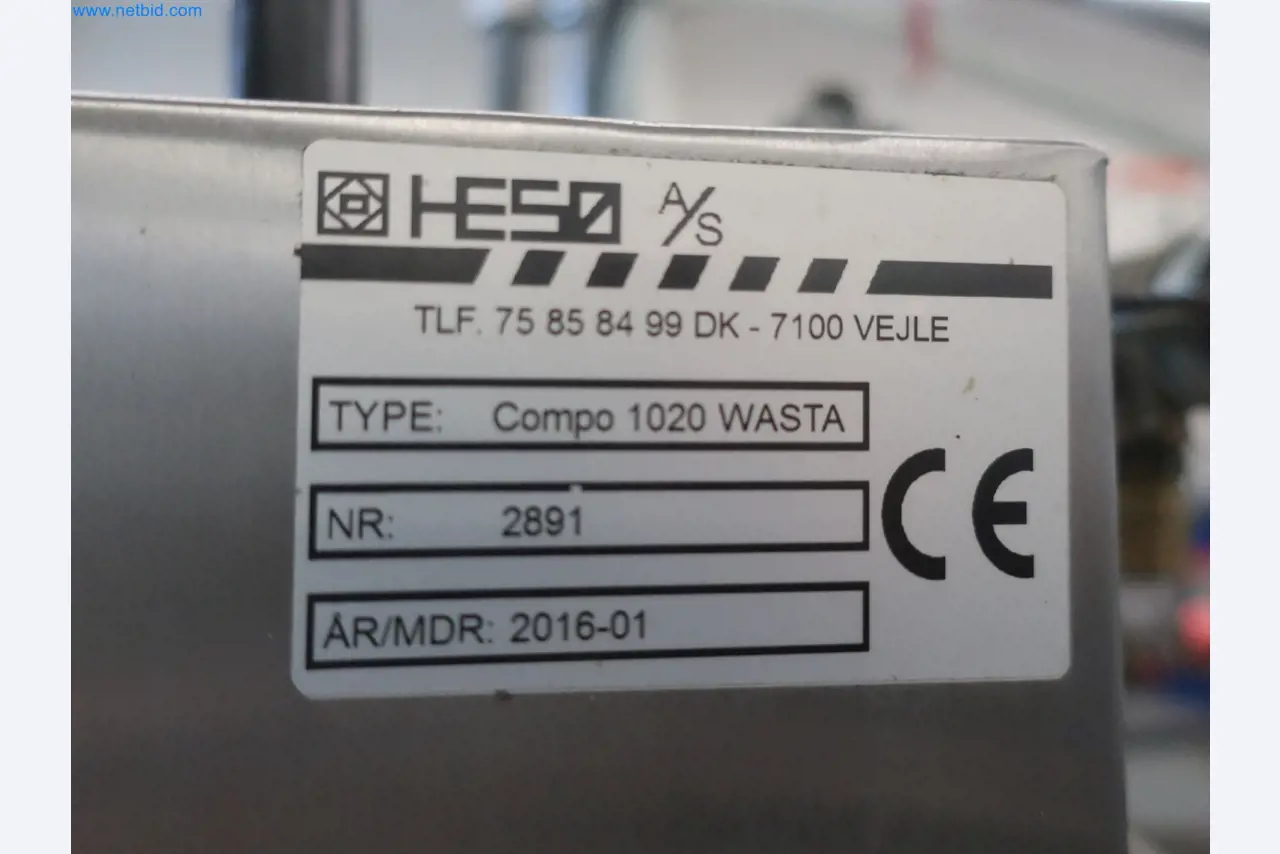 www.netbid.com
HESØ A/S
TLF. 75 85 84 99 DK - 7100 VEJLE
TYPE: Compo 1020 WASTA
NR: 2891
CE
ÅR/MDR: 2016-01